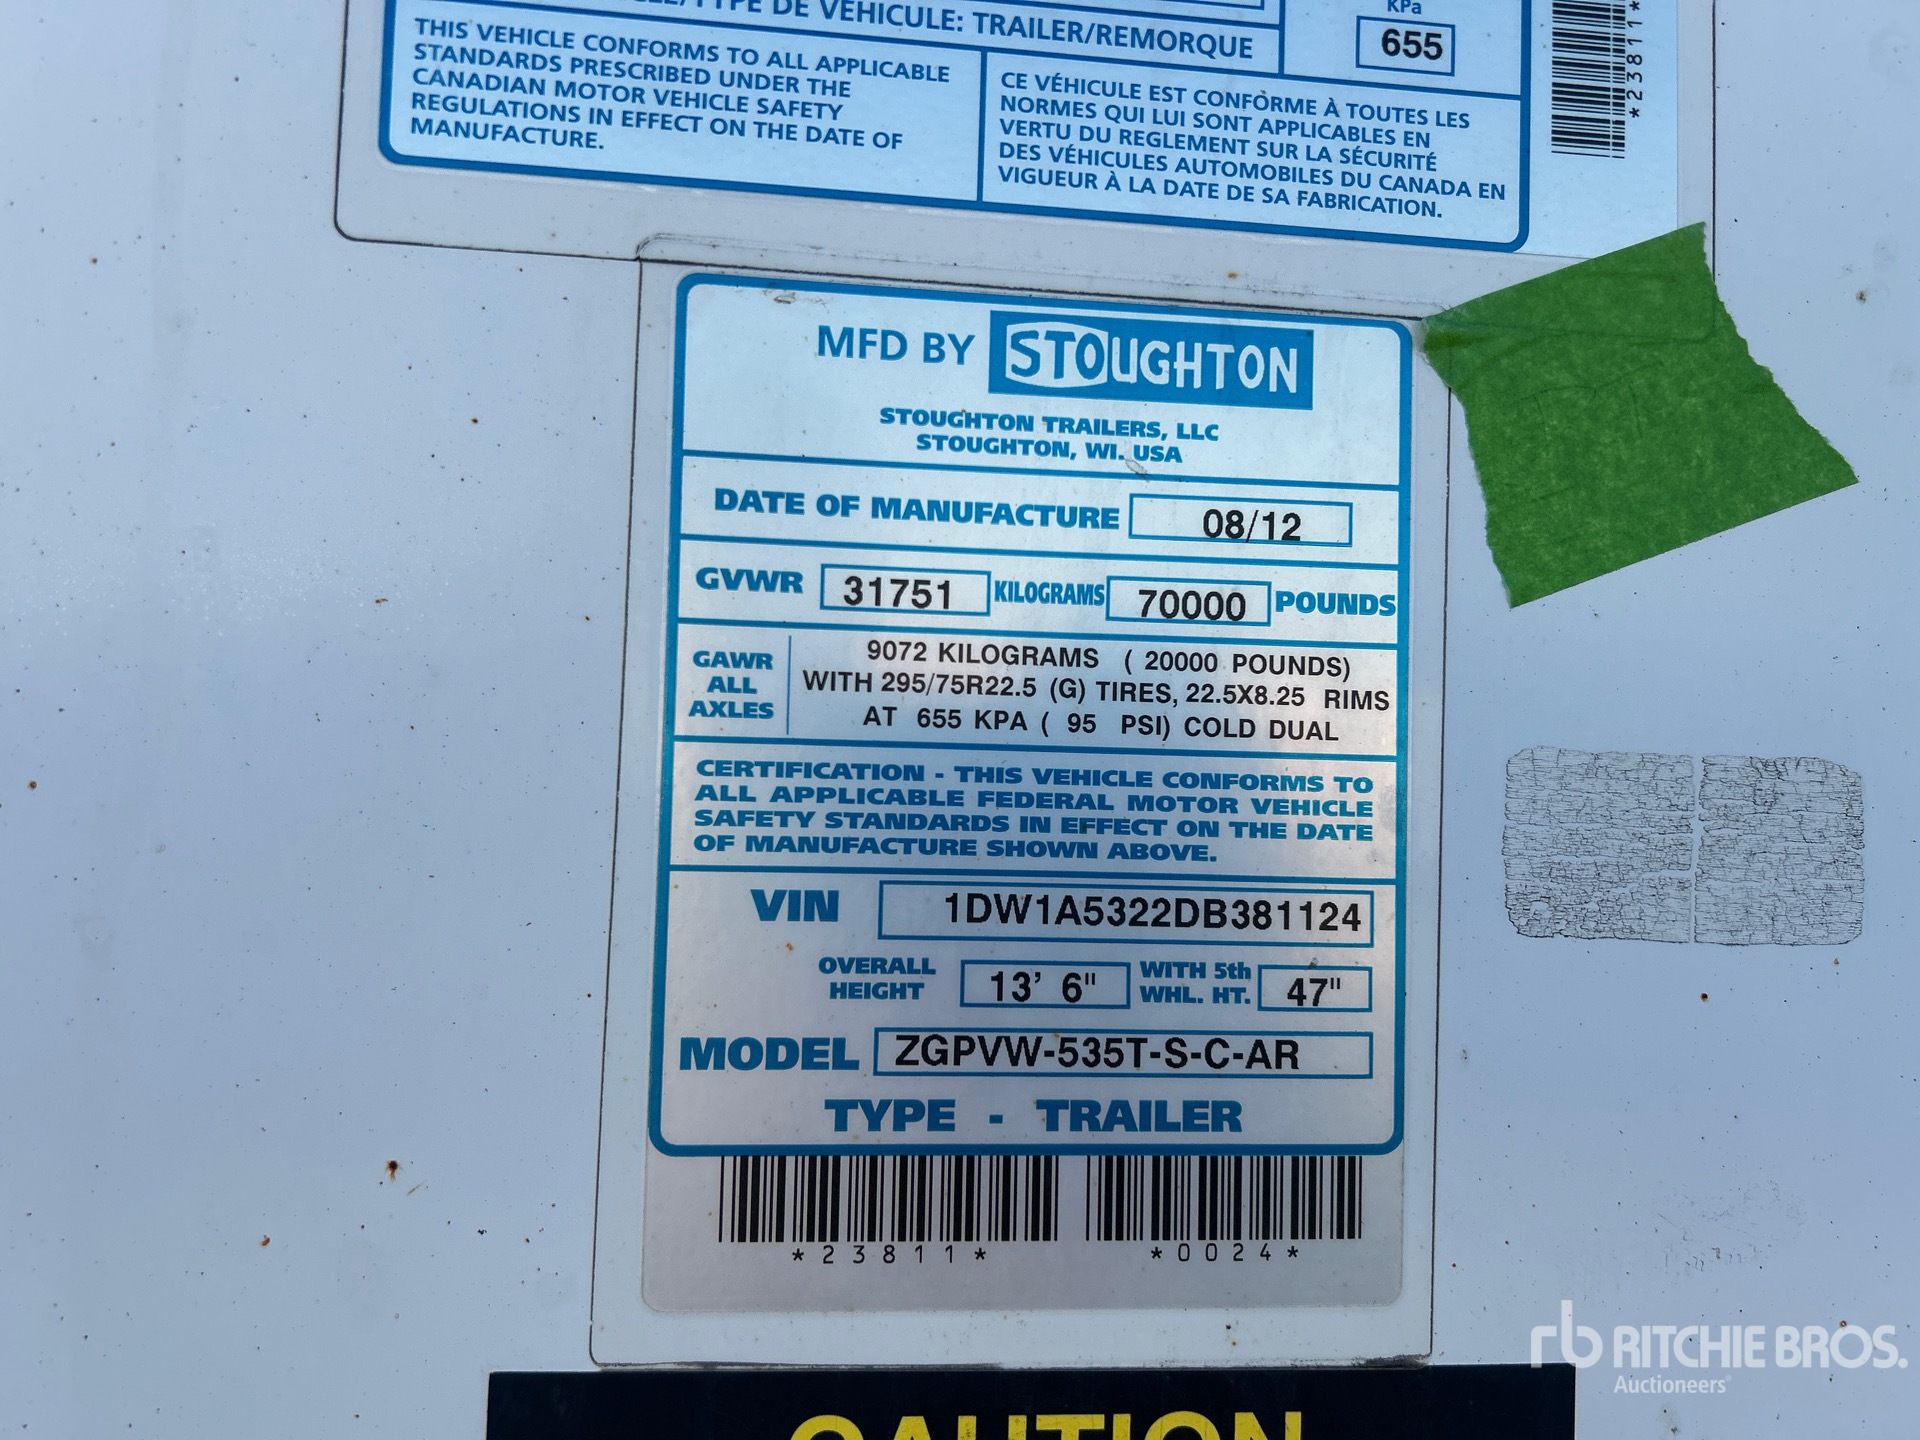 TYPE DE VÉHICULE: TRAILER/REMORQUE
KPa
655
THIS VEHICLE CONFORMS TO ALL APPLICABLE
STANDARDS PRESCRIBED UNDER THE
CANADIAN MOTOR VEHICLE SAFETY
REGULATIONS IN EFFECT ON THE DATE OF
MANUFACTURE.
CE VÉHICULE EST CONFORME À TOUTES LES
NORMES QUI LUI SONT APPLICABLES EN
VERTU DU REGLEMENT SUR LA SÉCURITÉ
DES VÉHICULES AUTOMOBILES DU CANADA EN
VIGUEUR À LA DATE DE SA FABRICATION.
*23811*
MFD BY STOUGHTON
STOUGHTON TRAILERS, LLC
STOUGHTON, WI. USA
DATE OF MANUFACTURE 08/12
GVWR 31751 KILOGRAMS 70000 POUNDS
GAWR ALL AXLES
9072 KILOGRAMS ( 20000 POUNDS)
WITH 295/75R22.5 (G) TIRES, 22.5X8.25 RIMS
AT 655 KPA ( 95 PSI) COLD DUAL
CERTIFICATION - THIS VEHICLE CONFORMS TO
ALL APPLICABLE FEDERAL MOTOR VEHICLE
SAFETY STANDARDS IN EFFECT ON THE DATE
OF MANUFACTURE SHOWN ABOVE.
VIN 1DW1A5322DB381124
OVERALL HEIGHT 13' 6" WITH 5th WHL. HT. 47"
MODEL ZGPVW-535T-S-C-AR
TYPE - TRAILER
*23811* *0024*
CAUTION
rb RITCHIE BROS.
Auctioneers